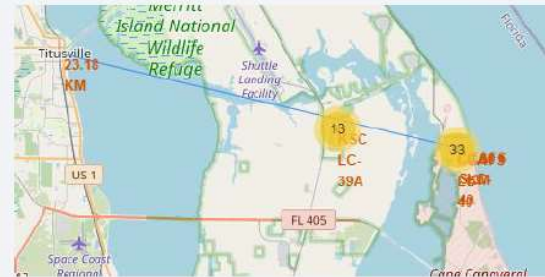 Merritt
Island National
Wildlife
Refuge
Titusville
23.18
KM
Shuttle
Landing
Facility
Florida
13
KSC
LC-
39A
33
US 1
FL 405
Space Coast
Regional
Cape Canaveral